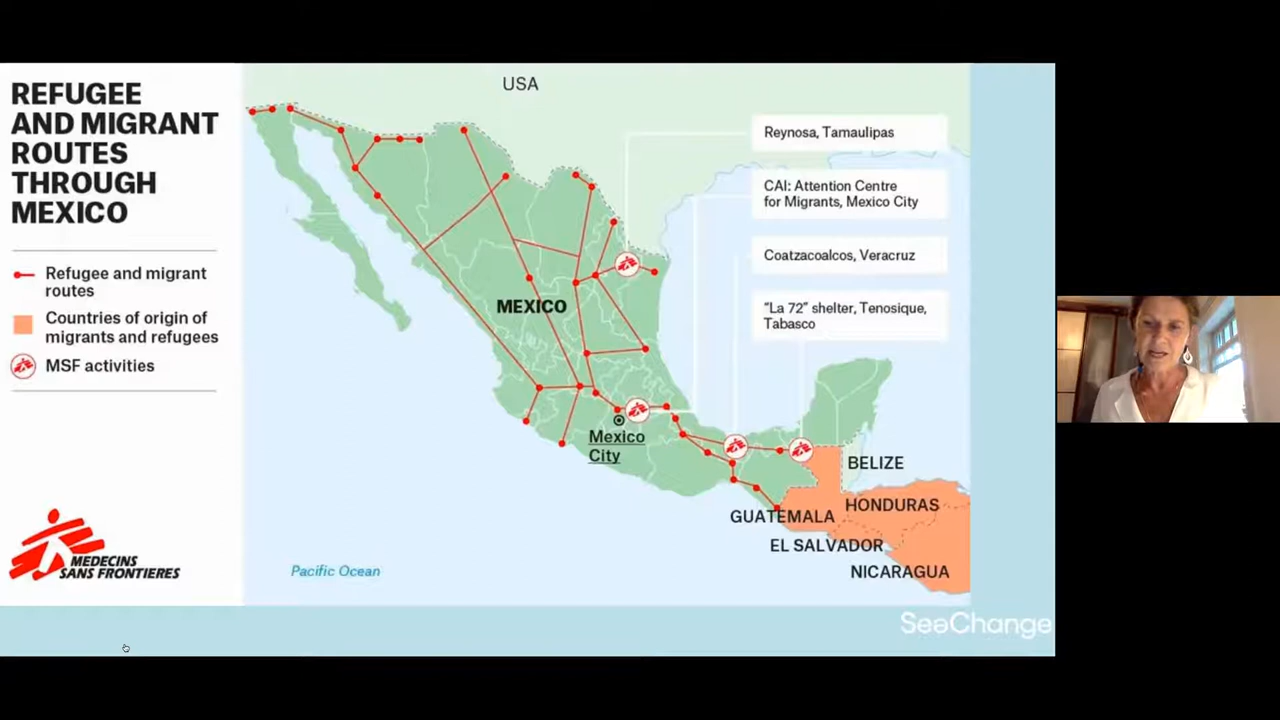 REFUGEE
AND MIGRANT
ROUTES
THROUGH
MEXICO
Refugee and migrant
routes
Countries of origin of
migrants and refugees
MSF activities
MEDECINS
SANS FRONTIERES
USA
Reynosa, Tamaulipas
CAI: Attention Centre
for Migrants, Mexico City
Coatzacoalcos, Veracruz
“La 72” shelter, Tenosique,
Tabasco
MEXICO
Mexico
City
BELIZE
HONDURAS
GUATEMALA
EL SALVADOR
NICARAGUA
Pacific Ocean
SeeChange